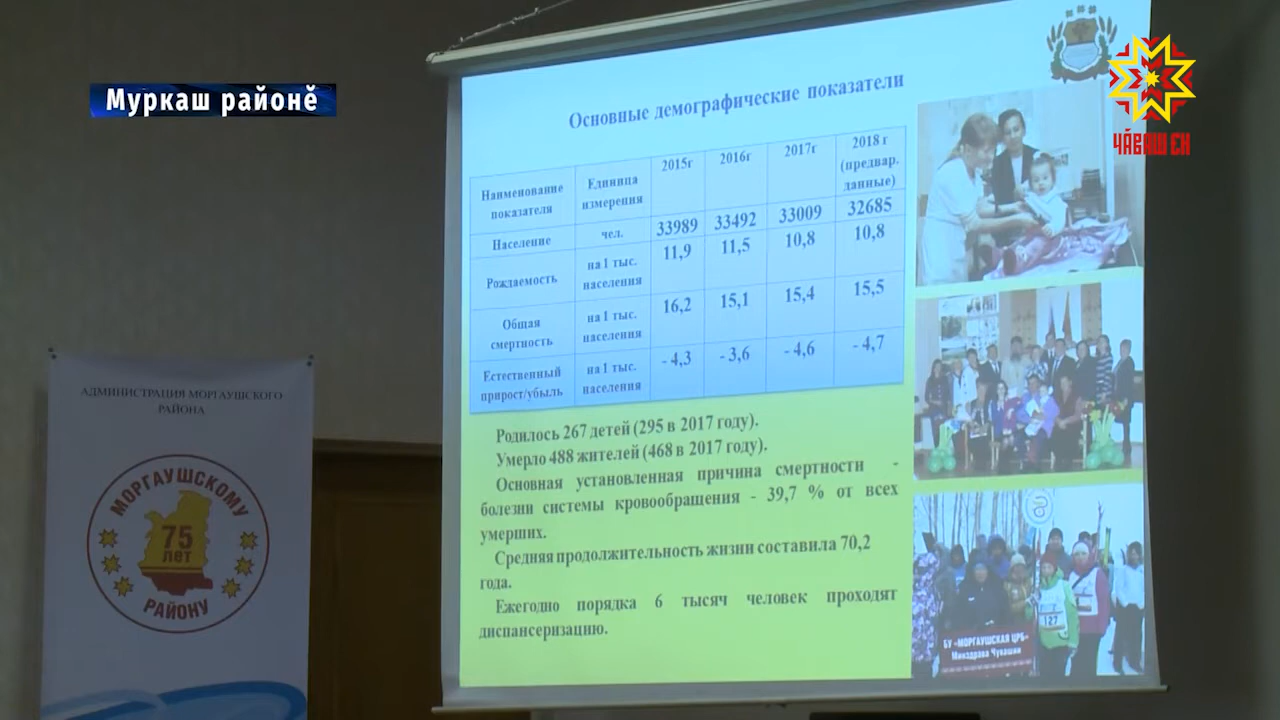 Муркаш районӗ
ЧӐВАШ ЕН
Основные демографические показатели
Наименование показателя
Единица измерения
2015г
2016г
2017г
2018 г (предвар. данные)
Население
чел.
33989
33492
33009
32685
Рождаемость
на 1 тыс. населения
11,9
11,5
10,8
10,8
Общая смертность
на 1 тыс. населения
16,2
15,1
15,4
15,5
Естественный прирост/убыль
на 1 тыс. населения
- 4,3
- 3,6
- 4,6
- 4,7
Родилось 267 детей (295 в 2017 году).
Умерло 488 жителей (468 в 2017 году).
Основная установленная причина смертности -
болезни системы кровообращения - 39,7 % от всех
умерших.
Средняя продолжительность жизни составила 70,2
года.
Ежегодно порядка 6 тысяч человек проходят
диспансеризацию.
127
БУ «МОРГАУШСКАЯ ЦРБ»
Минздрава Чувашии
АДМИНИСТРАЦИЯ МОРГАУШСКОГО
РАЙОНА
МОРГАУШСКОМУ
75
ЛЕТ
РАЙОНУ